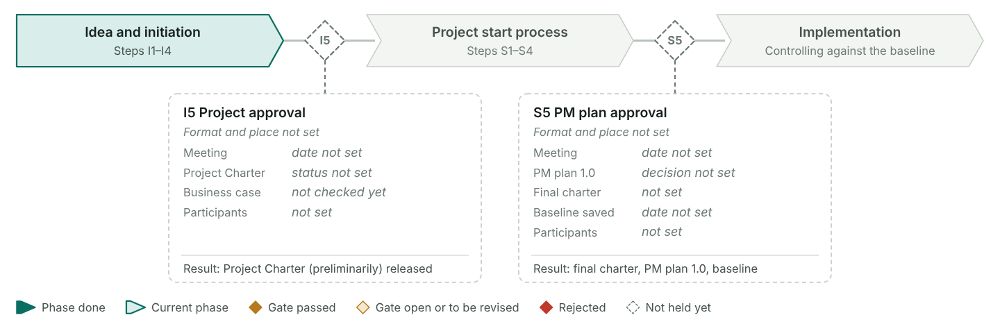 Idea and initiation
Steps I1–I4
I5
Project start process
Steps S1–S4
S5
Implementation
Controlling against the baseline
I5 Project approval
Format and place not set
Meeting date not set
Project Charter status not set
Business case not checked yet
Participants not set
Result: Project Charter (preliminarily) released
S5 PM plan approval
Format and place not set
Meeting date not set
PM plan 1.0 decision not set
Final charter not set
Baseline saved date not set
Participants not set
Result: final charter, PM plan 1.0, baseline
Phase done
Current phase
Gate passed
Gate open or to be revised
Rejected
Not held yet